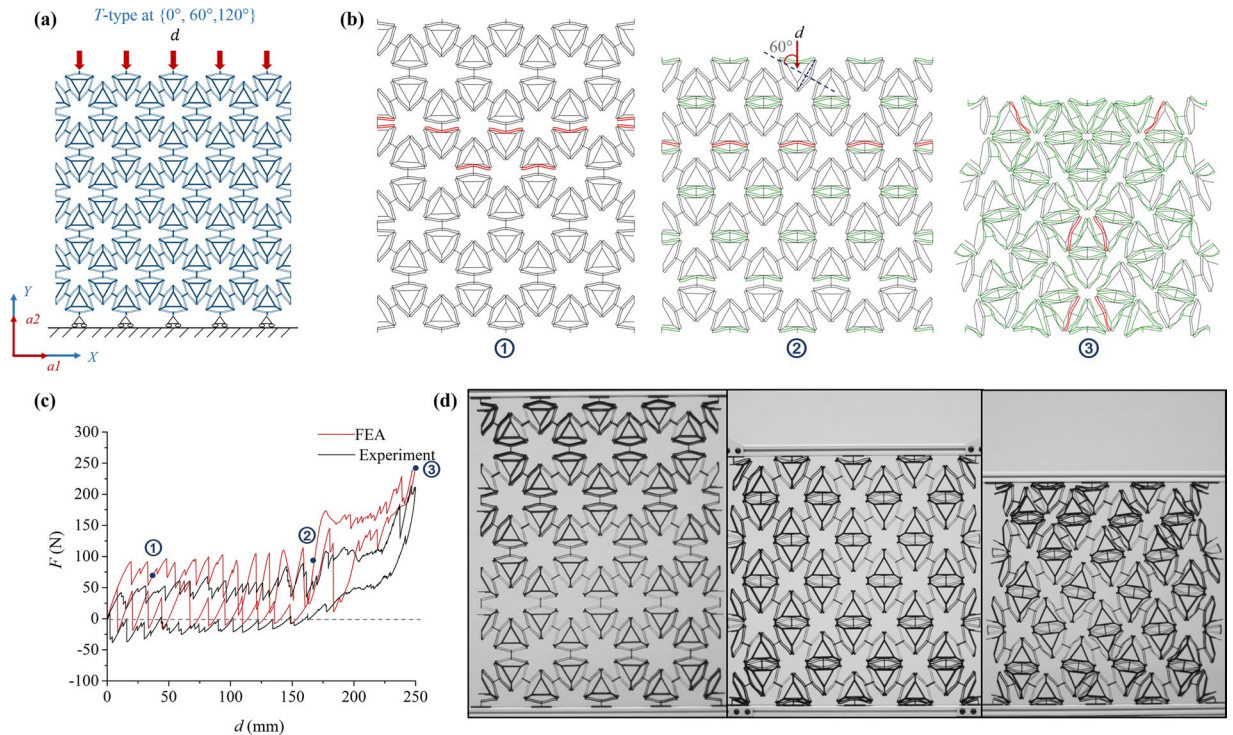 (a)
T-type at {0°, 60°,120°}
d
Y
a2
a1
X
(b)
60°
d
①
②
③
(c)
FEA
Experiment
300
250
200
150
100
50
0
-50
-100
F (N)
①
②
③
0
50
100
150
200
250
d (mm)
(d)